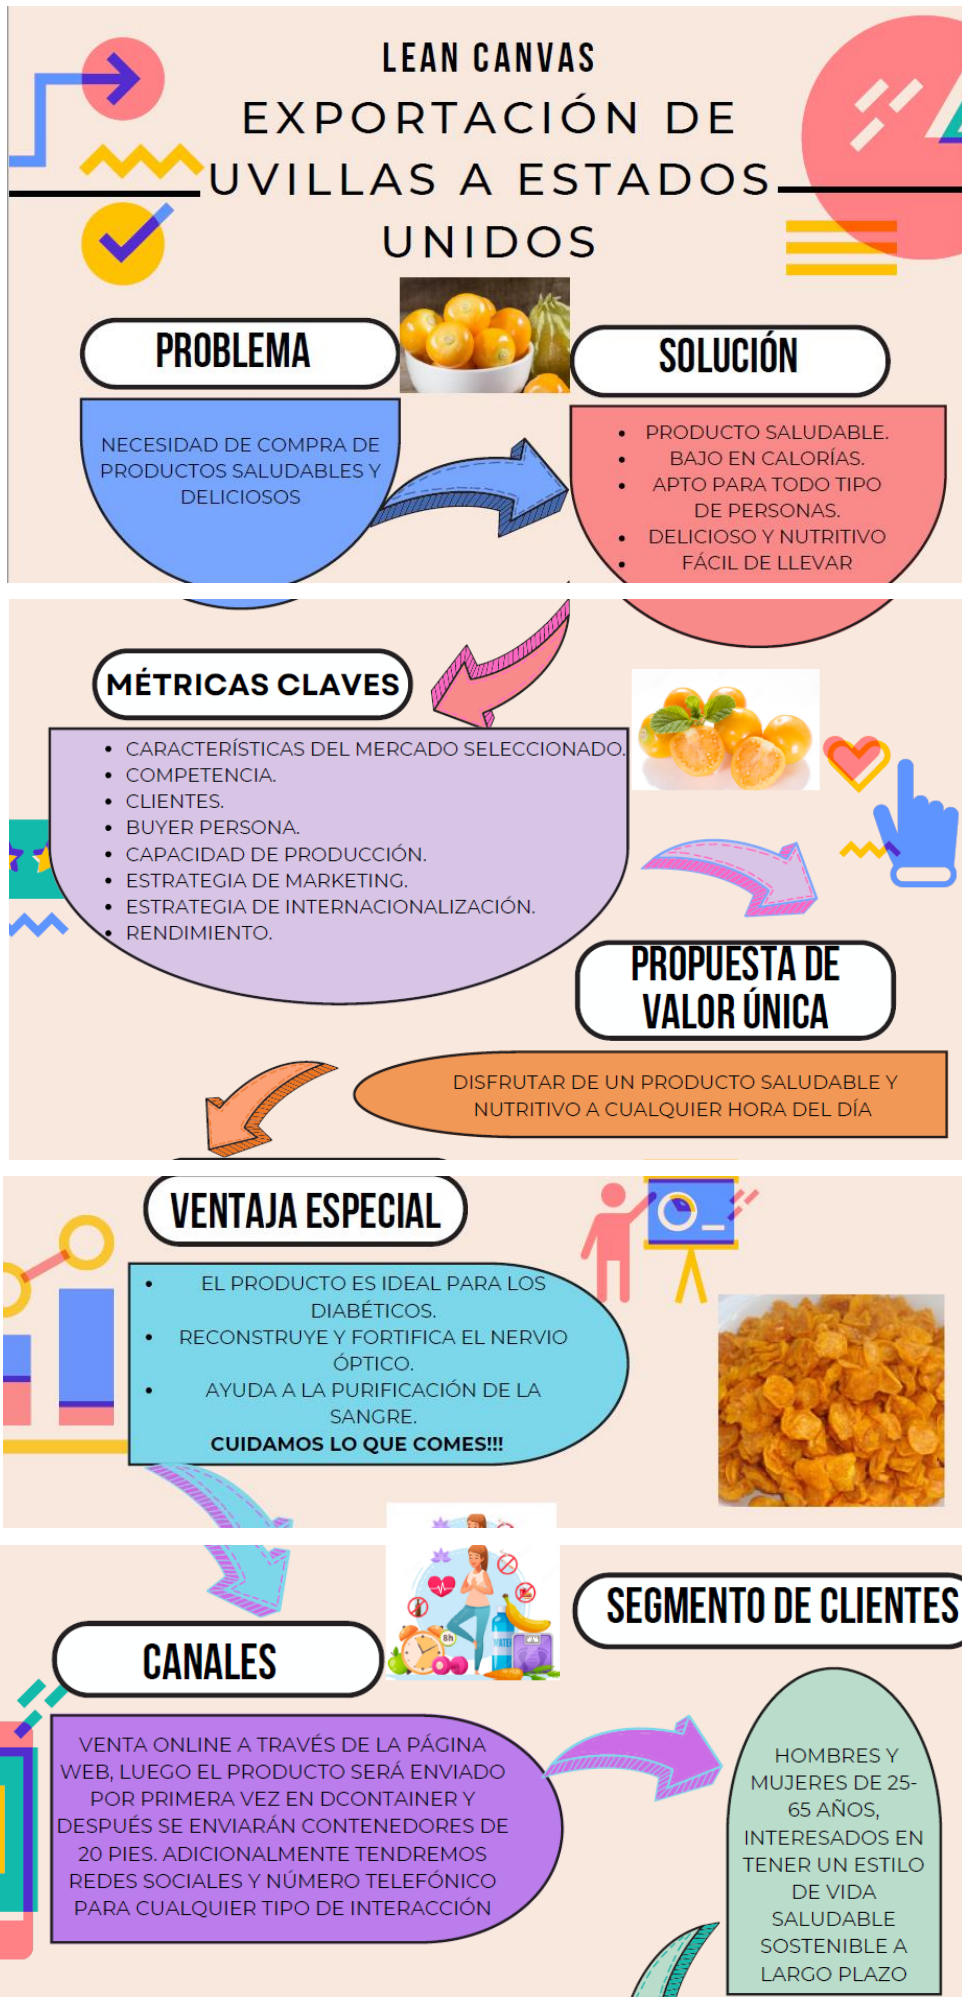 LEAN CANVAS
EXPORTACIÓN DE
UVILLAS A ESTADOS
UNIDOS
PROBLEMA
NECESIDAD DE COMPRA DE
PRODUCTOS SALUDABLES Y
DELICIOSOS
SOLUCIÓN
• PRODUCTO SALUDABLE.
• BAJO EN CALORÍAS.
• APTO PARA TODO TIPO
DE PERSONAS.
• DELICIOSO Y NUTRITIVO
• FÁCIL DE LLEVAR
MÉTRICAS CLAVES
• CARACTERÍSTICAS DEL MERCADO SELECCIONADO.
• COMPETENCIA.
• CLIENTES.
• BUYER PERSONA.
• CAPACIDAD DE PRODUCCIÓN.
• ESTRATEGIA DE MARKETING.
• ESTRATEGIA DE INTERNACIONALIZACIÓN.
• RENDIMIENTO.
PROPUESTA DE
VALOR ÚNICA
DISFRUTAR DE UN PRODUCTO SALUDABLE Y
NUTRITIVO A CUALQUIER HORA DEL DÍA
VENTAJA ESPECIAL
• EL PRODUCTO ES IDEAL PARA LOS
DIABÉTICOS.
• RECONSTRUYE Y FORTIFICA EL NERVIO
ÓPTICO.
• AYUDA A LA PURIFICACIÓN DE LA
SANGRE.
CUIDAMOS LO QUE COMES!!!
8h
WATE
CANALES
VENTA ONLINE A TRAVÉS DE LA PÁGINA
WEB, LUEGO EL PRODUCTO SERÁ ENVIADO
POR PRIMERA VEZ EN DCONTAINER Y
DESPUÉS SE ENVIARÁN CONTENEDORES DE
20 PIES. ADICIONALMENTE TENDREMOS
REDES SOCIALES Y NÚMERO TELEFÓNICO
PARA CUALQUIER TIPO DE INTERACCIÓN
SEGMENTO DE CLIENTES
HOMBRES Y
MUJERES DE 25-
65 AÑOS,
INTERESADOS EN
TENER UN ESTILO
DE VIDA
SALUDABLE
SOSTENIBLE A
LARGO PLAZO